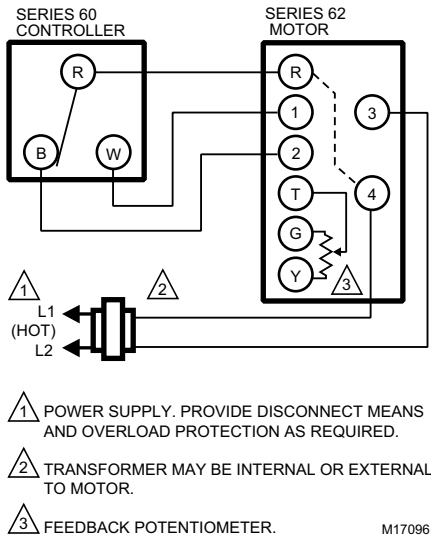 SERIES 60
CONTROLLER
SERIES 62
MOTOR
R
B
W
R
1
2
T
G
Y
3
4
3
1
2
L1
(HOT)
L2
1 POWER SUPPLY. PROVIDE DISCONNECT MEANS
AND OVERLOAD PROTECTION AS REQUIRED.
2 TRANSFORMER MAY BE INTERNAL OR EXTERNAL
TO MOTOR.
3 FEEDBACK POTENTIOMETER.
M17096